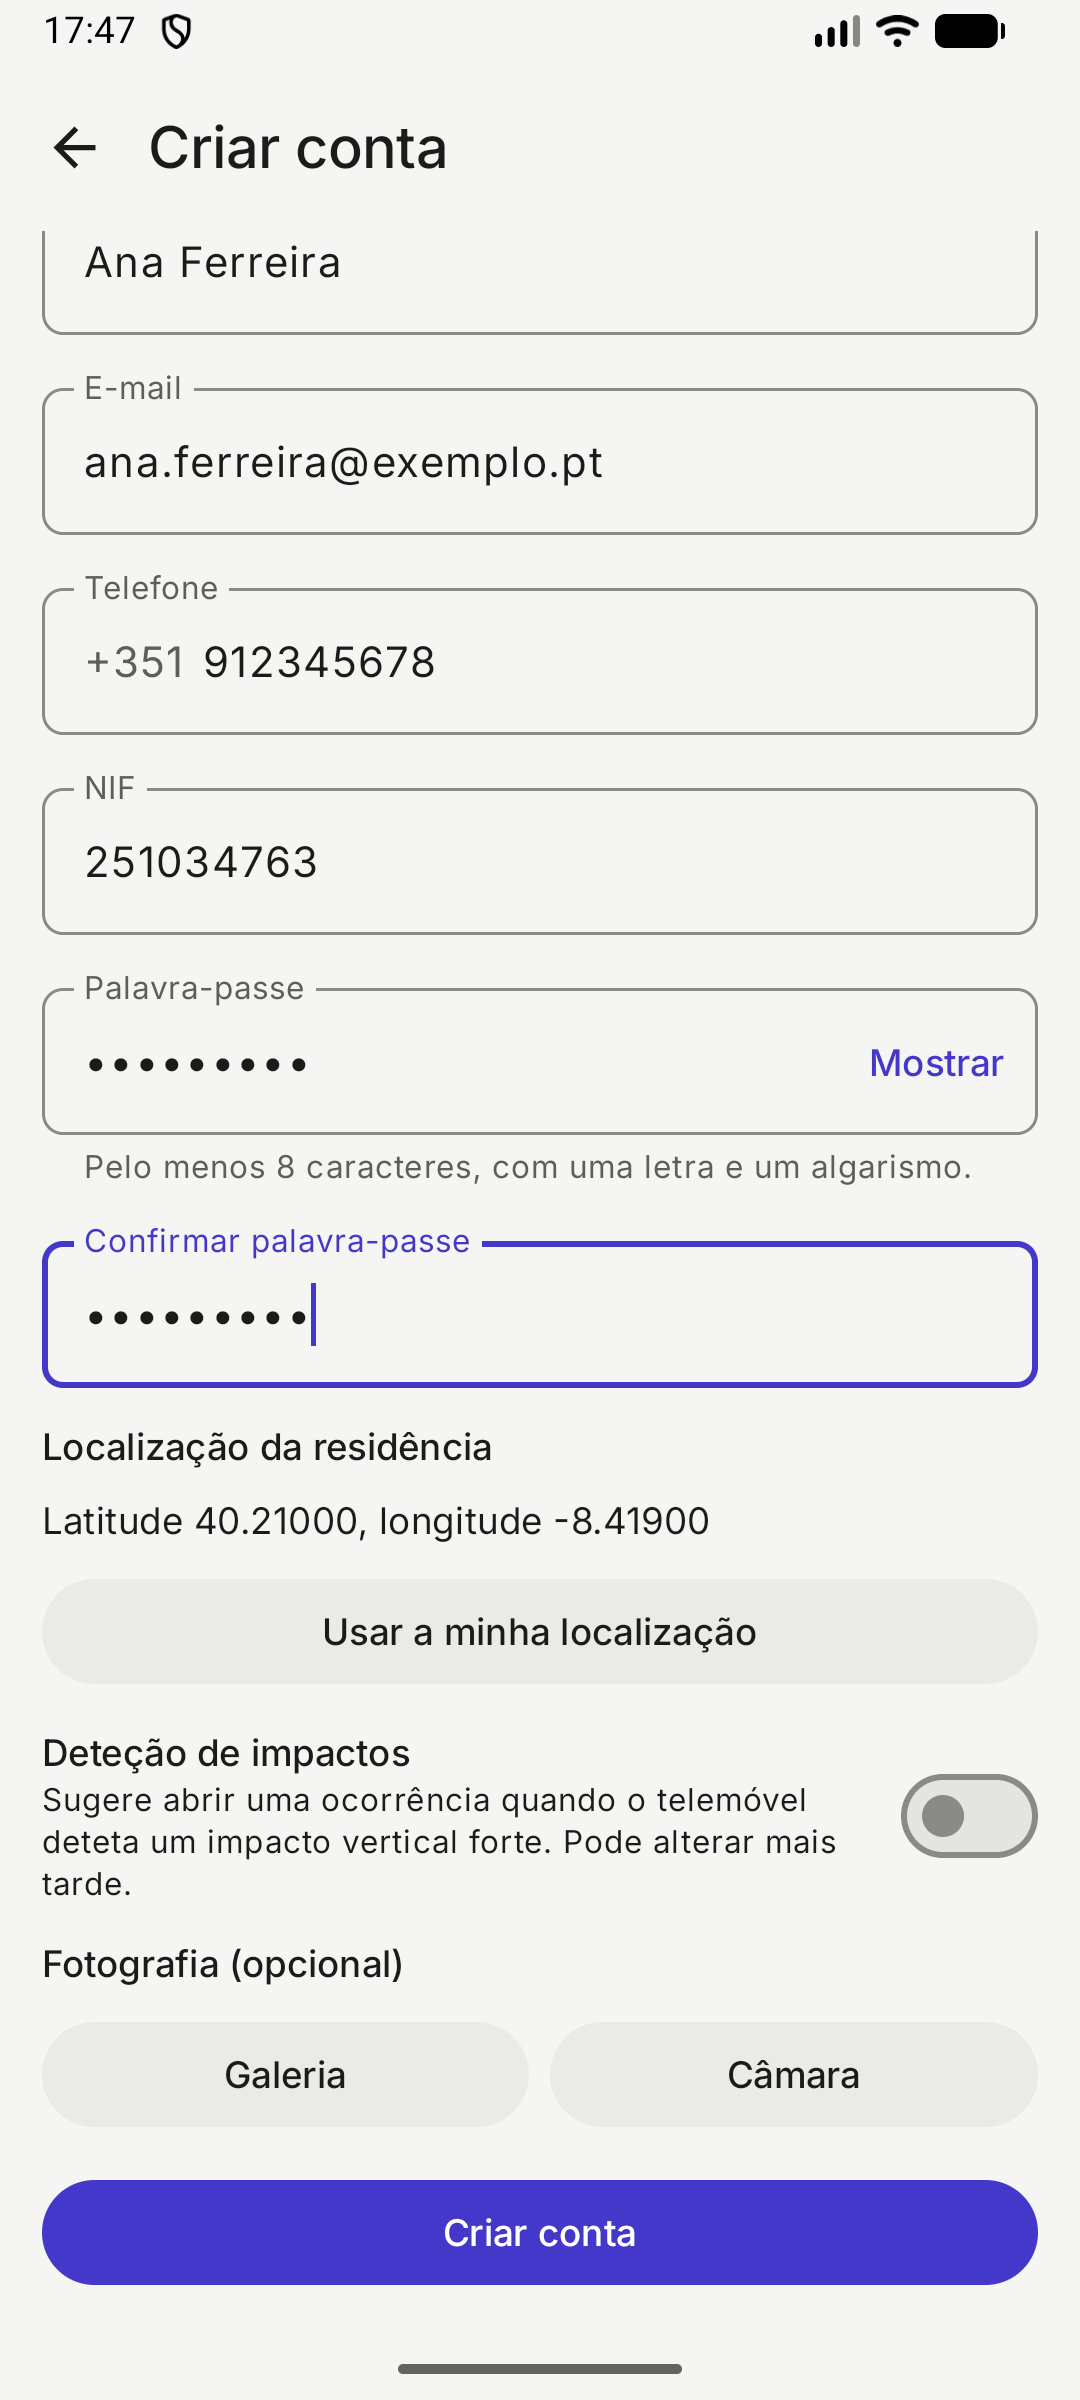 17:47
Criar conta
Ana Ferreira
E-mail
ana.ferreira@exemplo.pt
Telefone
+351 912345678
NIF
251034763
Palavra-passe
•••••••••
Mostrar
Pelo menos 8 caracteres, com uma letra e um algarismo.
Confirmar palavra-passe
•••••••••
Localização da residência
Latitude 40.21000, longitude -8.41900
Usar a minha localização
Deteção de impactos
Sugere abrir uma ocorrência quando o telemóvel
deteta um impacto vertical forte. Pode alterar mais
tarde.
Fotografia (opcional)
Galeria
Câmara
Criar conta